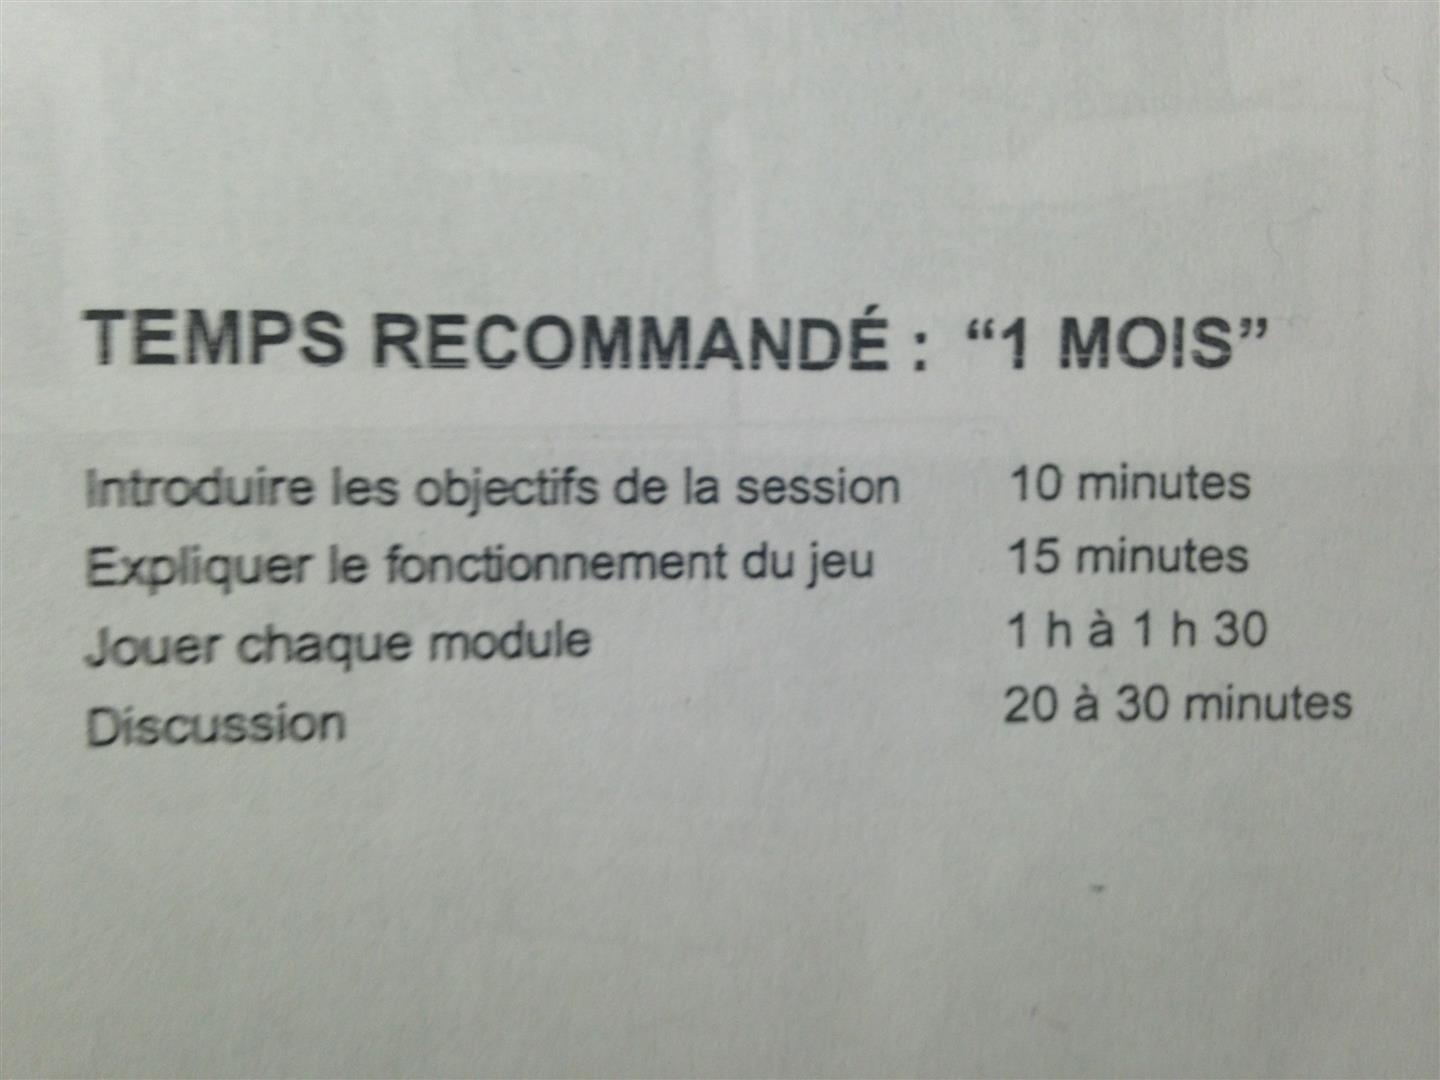 TEMPS RECOMMANDÉ : “1 MOIS”
Introduire les objectifs de la session 10 minutes
Expliquer le fonctionnement du jeu 15 minutes
Jouer chaque module 1 h à 1 h 30
Discussion 20 à 30 minutes